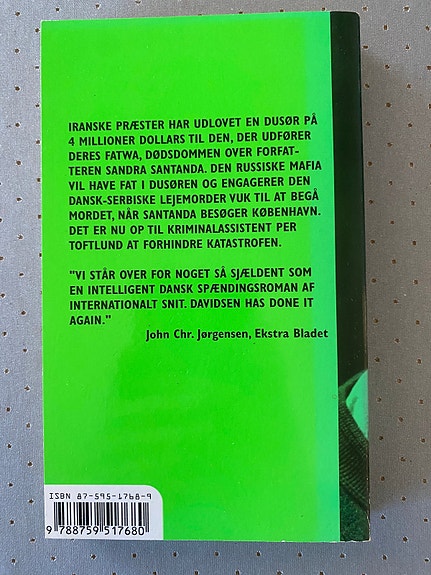 IRANSKE PRÆSTER HAR UDLOVET EN DUSØR PÅ
4 MILLIONER DOLLARS TIL DEN, DER UDFØRER
DERES FATWA, DØDSDOMMEN OVER FORFAT-
TEREN SANDRA SANTANDA. DEN RUSSISKE MAFIA
VIL HAVE FAT I DUSØREN OG ENGAGERER DEN
DANSK-SERBISKE LEJEMORDER VUK TIL AT BEGÅ
MORDET, NÅR SANTANDA BESØGER KØBENHAVN.
DET ER NU OP TIL KRIMINALASSISTENT PER
TOFTLUND AT FORHINDRE KATASTROFEN.
"VI STÅR OVER FOR NOGET SÅ SJÆLDENT SOM
EN INTELLIGENT DANSK SPÆNDINGSROMAN AF
INTERNATIONALT SNIT. DAVIDSEN HAS DONE IT
AGAIN."
John Chr. Jørgensen, Ekstra Bladet
ISBN 87-595-1768-9
9 788759 517680